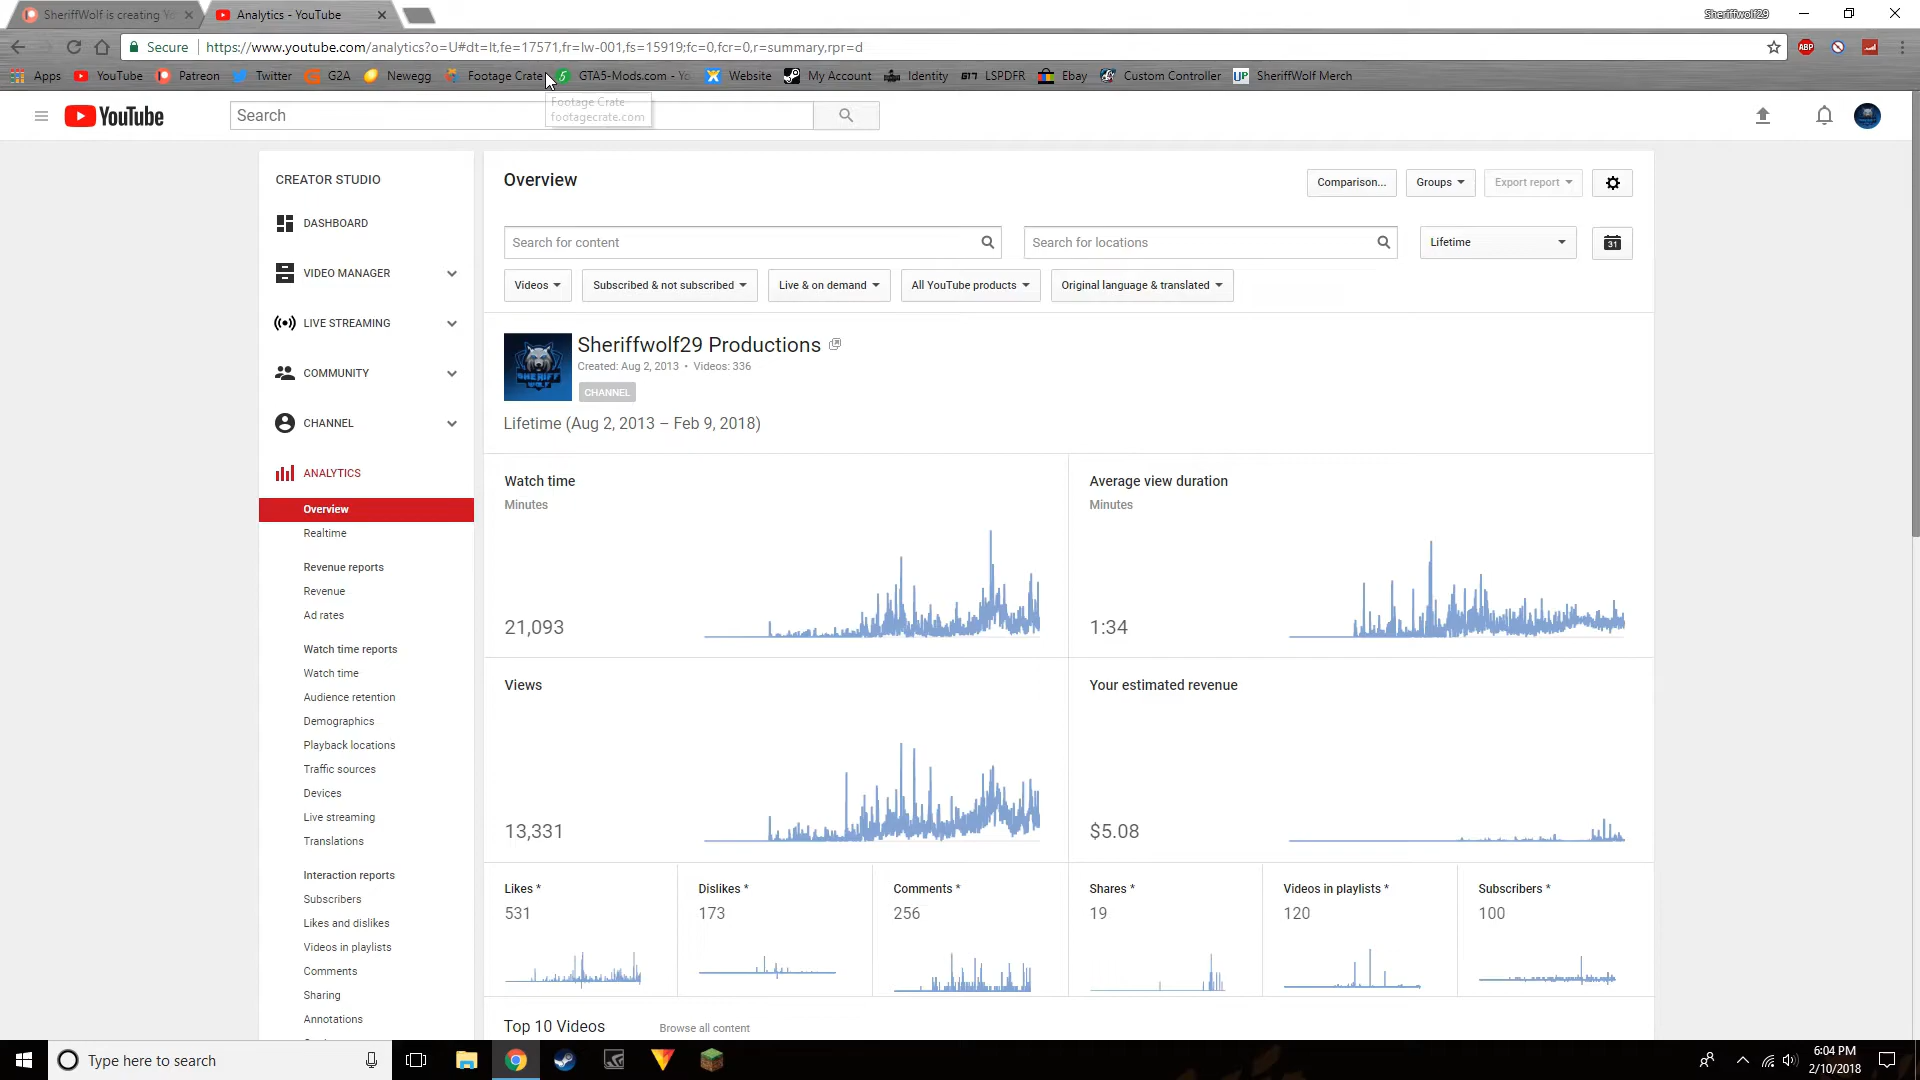 SheriffWolf is creating Yo
Analytics - YouTube
Sheriffwolf29
Secure
https://www.youtube.com/analytics?o=U#dt=lt,fe=17571,fr=lw-001,fs=15919;fc=0,fcr=0,r=summary,rpr=d
ABP
Apps
YouTube
Patreon
Twitter
G2A
Newegg
Footage Crate
GTA5-Mods.com - Yo
Website
My Account
Identity
LSPDFR
Ebay
Custom Controller
UP
SheriffWolf Merch
Footage Crate
footagecrate.com
YouTube
Search
CREATOR STUDIO
DASHBOARD
VIDEO MANAGER
LIVE STREAMING
COMMUNITY
CHANNEL
ANALYTICS
Overview
Realtime
Revenue reports
Revenue
Ad rates
Watch time reports
Watch time
Audience retention
Demographics
Playback locations
Traffic sources
Devices
Live streaming
Translations
Interaction reports
Subscribers
Likes and dislikes
Videos in playlists
Comments
Sharing
Annotations
Overview
Comparison...
Groups
Export report
Search for content
Search for locations
Lifetime
31
Videos
Subscribed & not subscribed
Live & on demand
All YouTube products
Original language & translated
SHERIFF
WOLF
Sheriffwolf29 Productions
Created: Aug 2, 2013 • Videos: 336
CHANNEL
Lifetime (Aug 2, 2013 – Feb 9, 2018)
Watch time
Minutes
21,093
Average view duration
Minutes
1:34
Views
13,331
Your estimated revenue
$5.08
Likes *
531
Dislikes *
173
Comments *
256
Shares *
19
Videos in playlists *
120
Subscribers *
100
Top 10 Videos
Browse all content
Type here to search
6:04 PM
2/10/2018